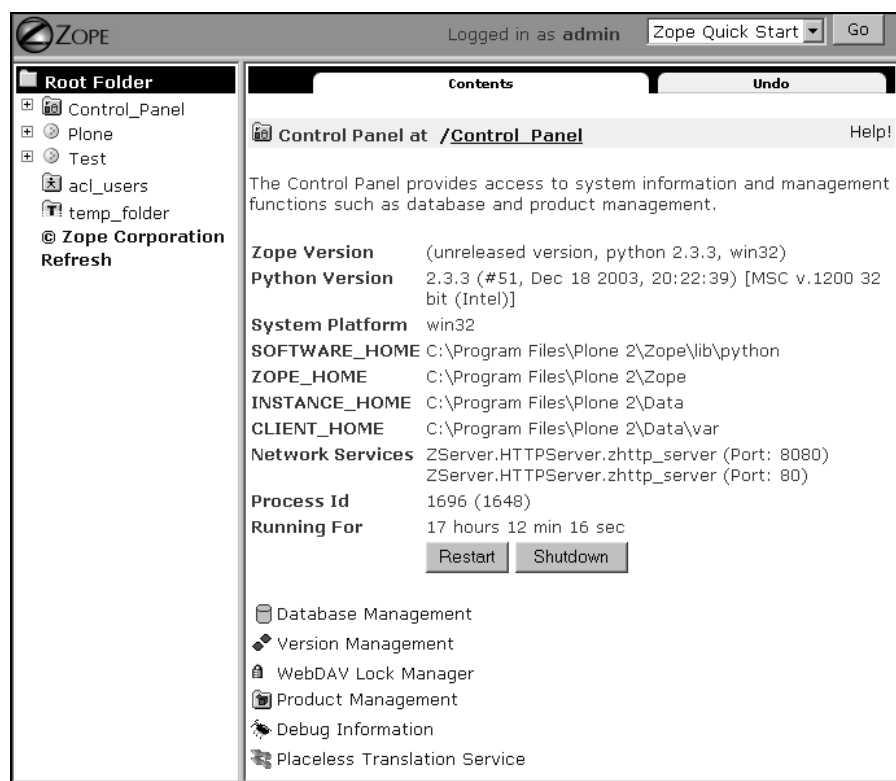 ZOPE
Logged in as admin
Zope Quick Start
Go
Root Folder
Control_Panel
Plone
Test
acl_users
temp_folder
© Zope Corporation
Refresh
Contents
Undo
Control Panel at /Control_Panel
Help!
The Control Panel provides access to system information and management
functions such as database and product management.
Zope Version (unreleased version, python 2.3.3, win32)
Python Version 2.3.3 (#51, Dec 18 2003, 20:22:39) [MSC v.1200 32
bit (Intel)]
System Platform win32
SOFTWARE_HOME C:\Program Files\Plone 2\Zope\lib\python
ZOPE_HOME C:\Program Files\Plone 2\Zope
INSTANCE_HOME C:\Program Files\Plone 2\Data
CLIENT_HOME C:\Program Files\Plone 2\Data\var
Network Services ZServer.HTTPServer.zhttp_server (Port: 8080)
ZServer.HTTPServer.zhttp_server (Port: 80)
Process Id 1696 (1648)
Running For 17 hours 12 min 16 sec
Restart Shutdown
Database Management
Version Management
WebDAV Lock Manager
Product Management
Debug Information
Placeless Translation Service